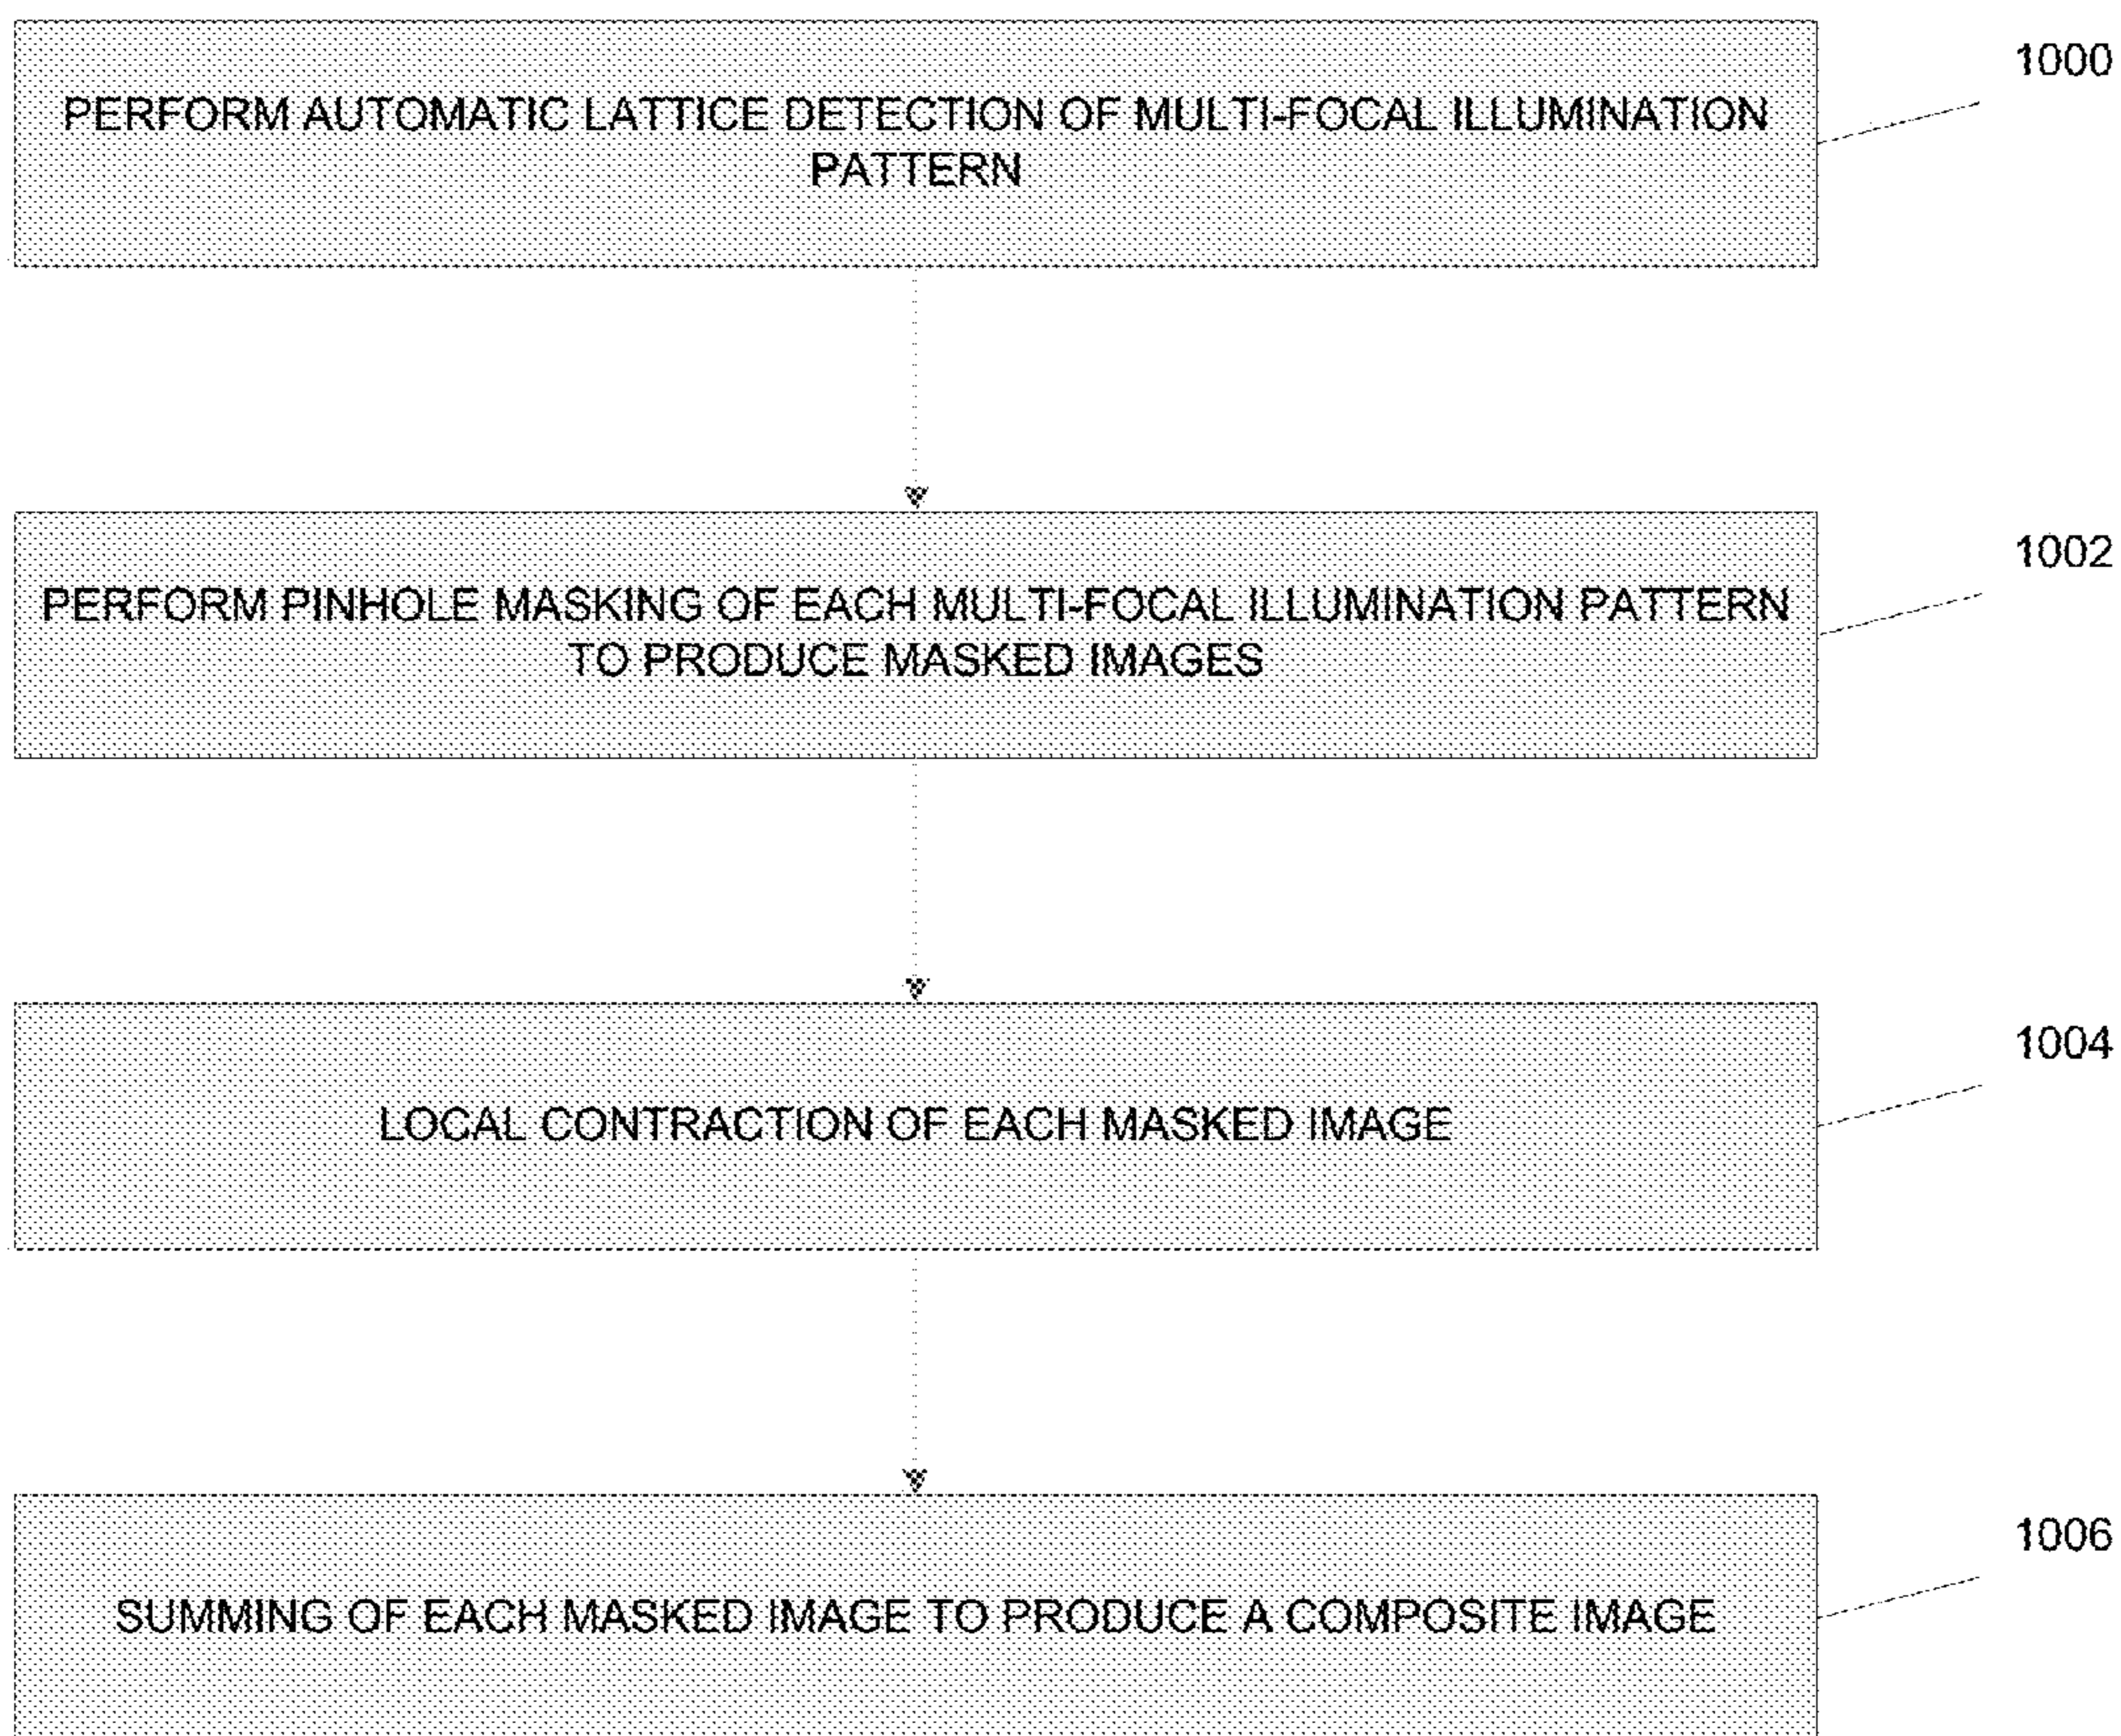 1000
PERFORM AUTOMATIC LATTICE DETECTION OF MULTI-FOCAL ILLUMINATION
PATTERN
1002
PERFORM PINHOLE MASKING OF EACH MULTI-FOCAL ILLUMINATION PATTERN
TO PRODUCE MASKED IMAGES
1004
LOCAL CONTRACTION OF EACH MASKED IMAGE
1006
SUMMING OF EACH MASKED IMAGE TO PRODUCE A COMPOSITE IMAGE